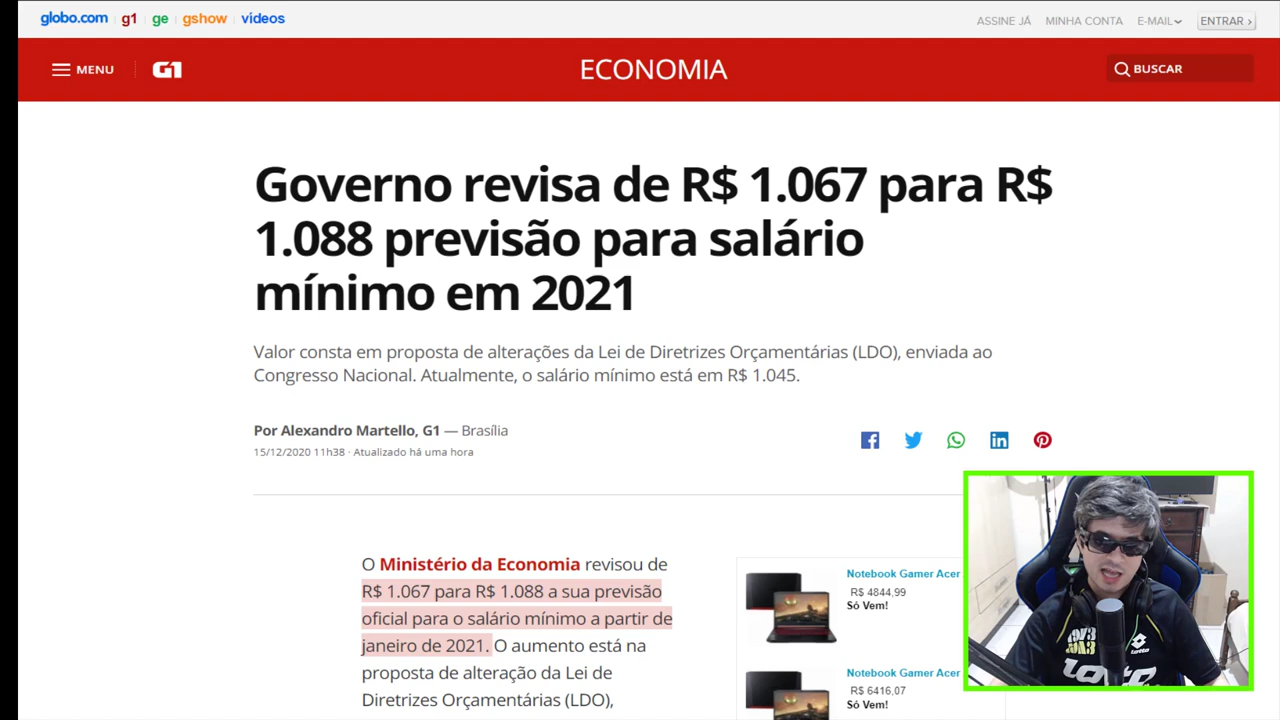 globo.com g1 ge gshow videos
ASSINE JÁ MINHA CONTA E-MAIL ENTRAR >
MENU G1 ECONOMIA BUSCAR
Governo revisa de R$ 1.067 para R$
1.088 previsão para salário
mínimo em 2021
Valor consta em proposta de alterações da Lei de Diretrizes Orçamentárias (LDO), enviada ao
Congresso Nacional. Atualmente, o salário mínimo está em R$ 1.045.
Por Alexandro Martello, G1 — Brasília
15/12/2020 11h38 · Atualizado há uma hora
O Ministério da Economia revisou de
R$ 1.067 para R$ 1.088 a sua previsão
oficial para o salário mínimo a partir de
janeiro de 2021. O aumento está na
proposta de alteração da Lei de
Diretrizes Orçamentárias (LDO),
Notebook Gamer Acer
R$ 4844,99
Só Vem!
Notebook Gamer Acer
R$ 6416,07
Só Vem!
1973
lotto